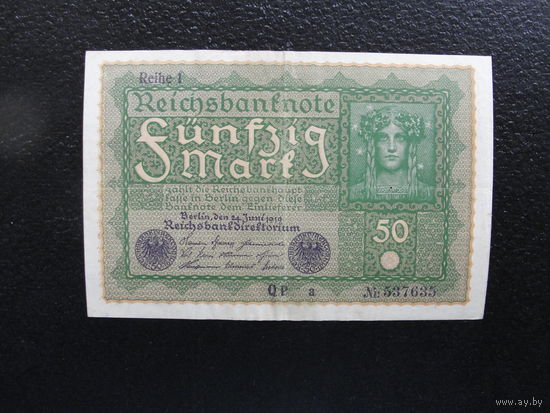 Reihe 1
Reichsbanknote
Fünfzig
Mark
zahlt die Reichsbankhaupt
kasse in Berlin gegen diese
Banknote dem Einlieferer
Berlin, den 24. Juni 1919
Reichsbankdirektorium
50
QP a
№ 537635
ay.by